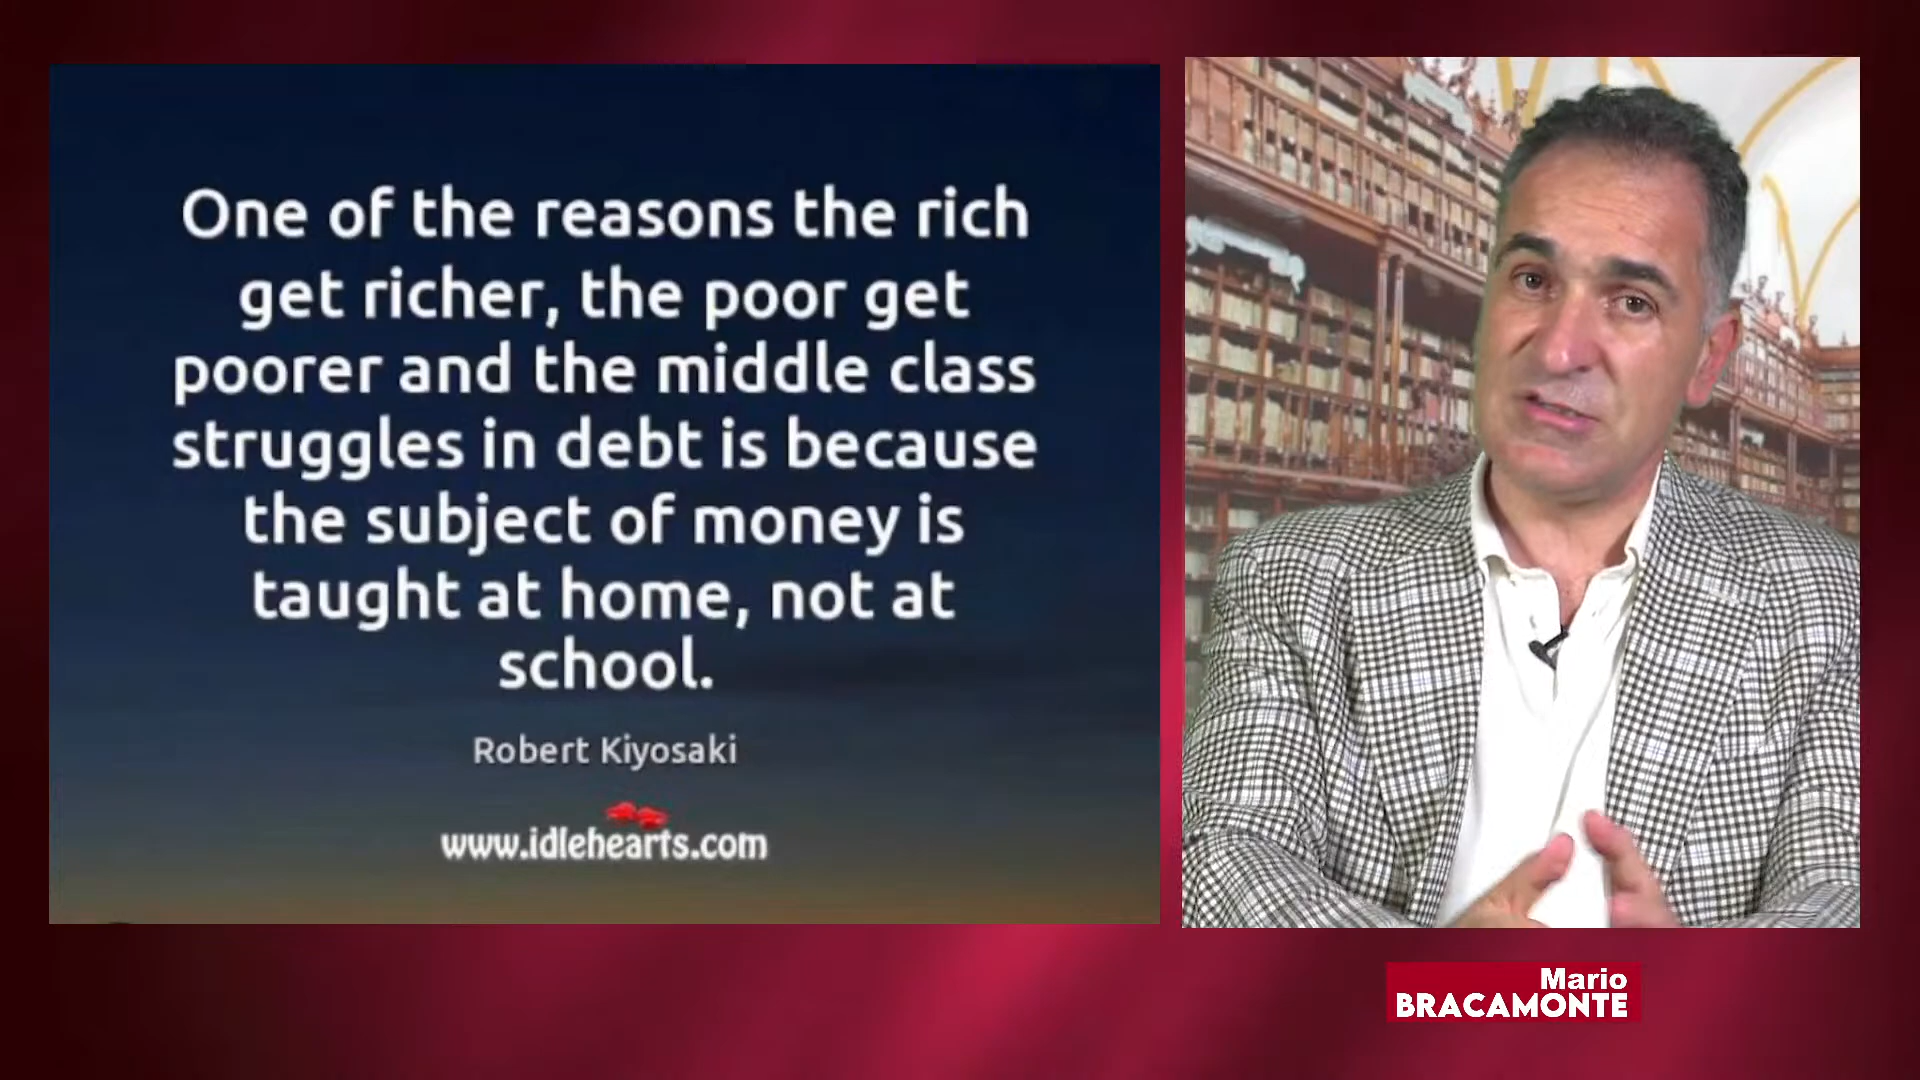 One of the reasons the rich
get richer, the poor get
poorer and the middle class
struggles in debt is because
the subject of money is
taught at home, not at
school.
Robert Kiyosaki
www.idlehearts.com
Mario
BRACAMONTE